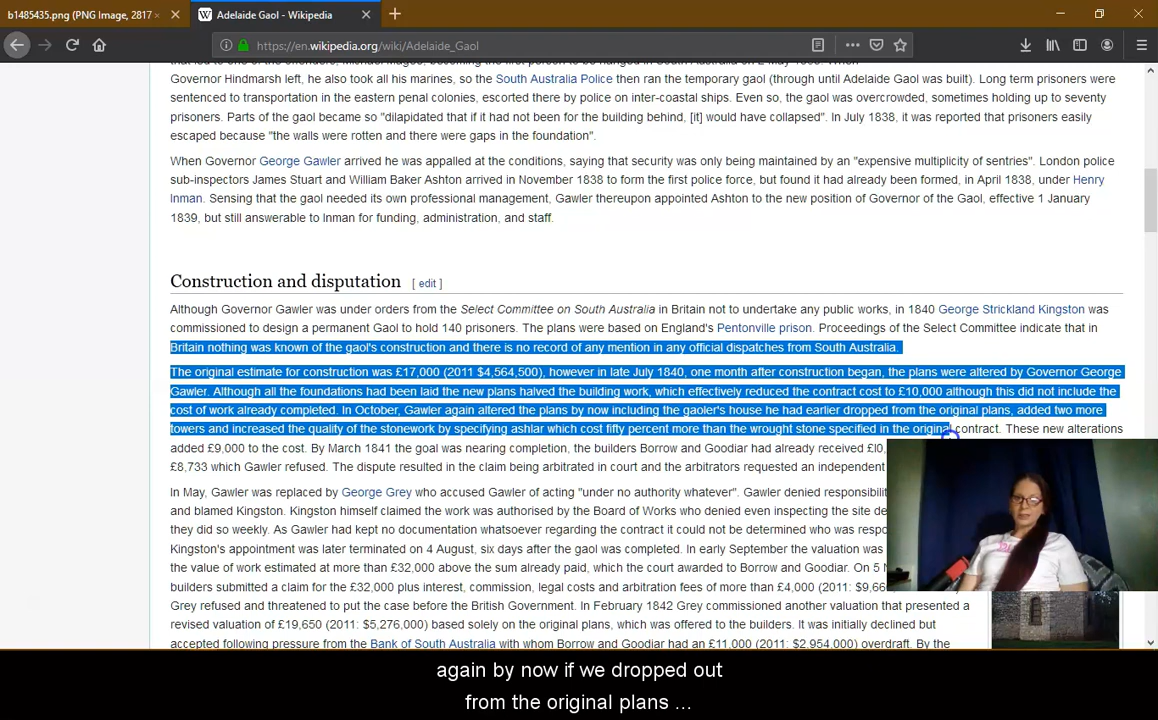 b1485435.png (PNG Image, 2817 ×
Adelaide Gaol - Wikipedia
https://en.wikipedia.org/wiki/Adelaide_Gaol
Governor Hindmarsh left, he also took all his marines, so the South Australia Police then ran the temporary gaol (through until Adelaide Gaol was built). Long term prisoners were
sentenced to transportation in the eastern penal colonies, escorted there by police on inter-coastal ships. Even so, the gaol was overcrowded, sometimes holding up to seventy
prisoners. Parts of the gaol became so "dilapidated that if it had not been for the building behind, [it] would have collapsed". In July 1838, it was reported that prisoners easily
escaped because "the walls were rotten and there were gaps in the foundation".
When Governor George Gawler arrived he was appalled at the conditions, saying that security was only being maintained by an "expensive multiplicity of sentries". London police
sub-inspectors James Stuart and William Baker Ashton arrived in November 1838 to form the first police force, but found it had already been formed, in April 1838, under Henry
Inman. Sensing that the gaol needed its own professional management, Gawler thereupon appointed Ashton to the new position of Governor of the Gaol, effective 1 January
1839, but still answerable to Inman for funding, administration, and staff.
Construction and disputation [ edit ]
Although Governor Gawler was under orders from the Select Committee on South Australia in Britain not to undertake any public works, in 1840 George Strickland Kingston was
commissioned to design a permanent Gaol to hold 140 prisoners. The plans were based on England's Pentonville prison. Proceedings of the Select Committee indicate that in
Britain nothing was known of the gaol's construction and there is no record of any mention in any official dispatches from South Australia.
The original estimate for construction was £17,000 (2011 $4,564,500), however in late July 1840, one month after construction began, the plans were altered by Governor George
Gawler. Although all the foundations had been laid the new plans halved the building work, which effectively reduced the contract cost to £10,000 although this did not include the
cost of work already completed. In October, Gawler again altered the plans by now including the gaoler's house he had earlier dropped from the original plans, added two more
towers and increased the quality of the stonework by specifying ashlar which cost fifty percent more than the wrought stone specified in the original contract. These new alterations
added £9,000 to the cost. By March 1841 the goal was nearing completion, the builders Borrow and Goodiar had already received £10,
£8,733 which Gawler refused. The dispute resulted in the claim being arbitrated in court and the arbitrators requested an independent
In May, Gawler was replaced by George Grey who accused Gawler of acting "under no authority whatever". Gawler denied responsibil
and blamed Kingston. Kingston himself claimed the work was authorised by the Board of Works who denied even inspecting the site de
they did so weekly. As Gawler had kept no documentation whatsoever regarding the contract it could not be determined who was respo
Kingston's appointment was later terminated on 4 August, six days after the gaol was completed. In early September the valuation was
the value of work estimated at more than £32,000 above the sum already paid, which the court awarded to Borrow and Goodiar. On 5 N
builders submitted a claim for the £32,000 plus interest, commission, legal costs and arbitration fees of more than £4,000 (2011: $9,66
Grey refused and threatened to put the case before the British Government. In February 1842 Grey commissioned another valuation that presented a
revised valuation of £19,650 (2011: $5,276,000) based solely on the original plans, which was offered to the builders. It was initially declined but
accepted following pressure from the Bank of South Australia with whom Borrow and Goodiar had an £11,000 (2011: $2,954,000) overdraft. By the
again by now if we dropped out
from the original plans ...